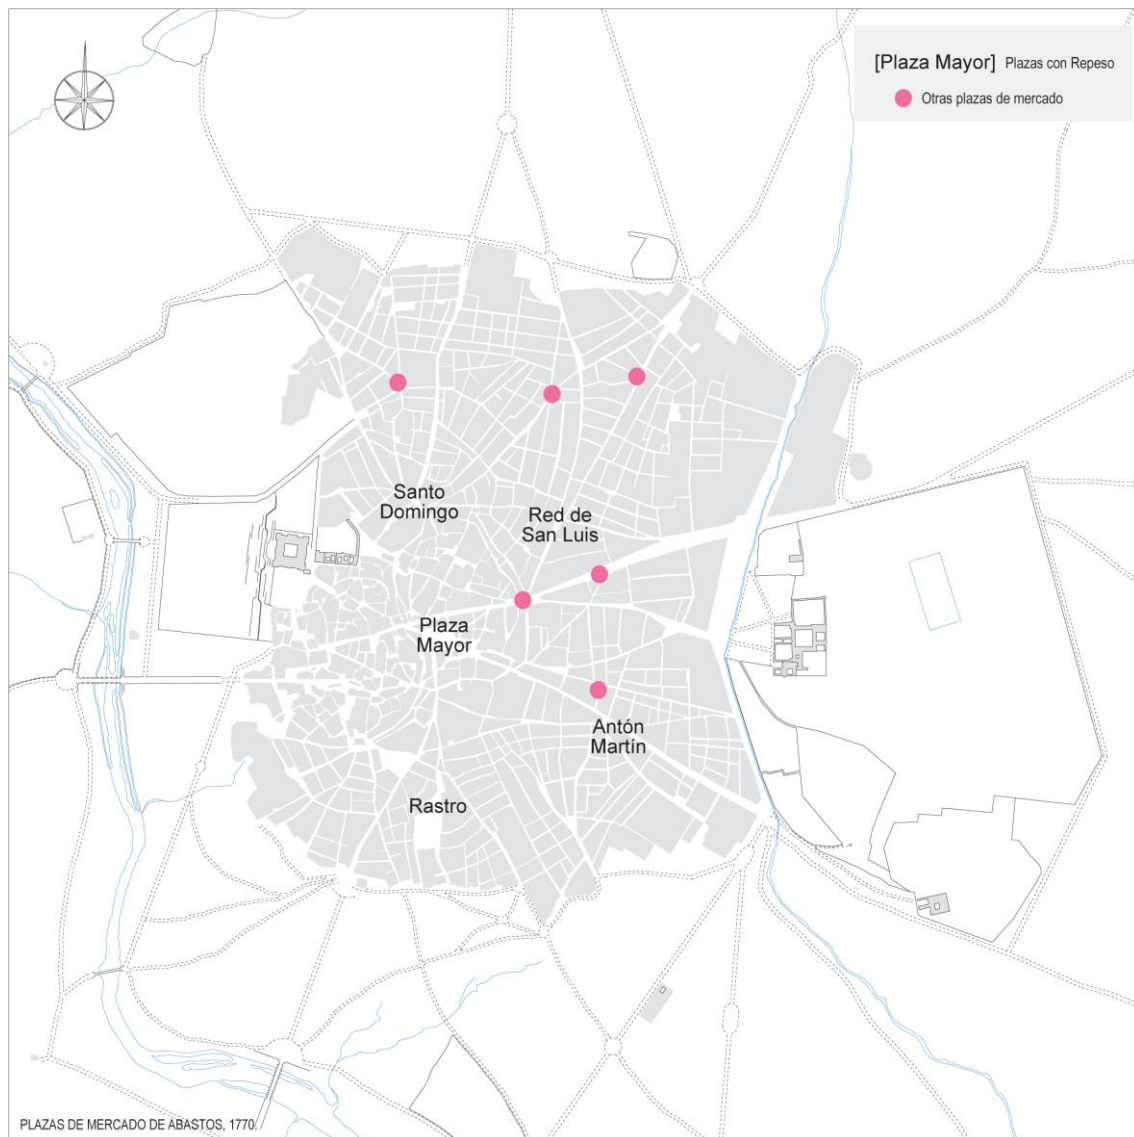 [Plaza Mayor] Plazas con Repeso
Otras plazas de mercado
Santo
Domingo
Red de
San Luis
Plaza
Mayor
Antón
Martín
Rastro
PLAZAS DE MERCADO DE ABASTOS, 1770.